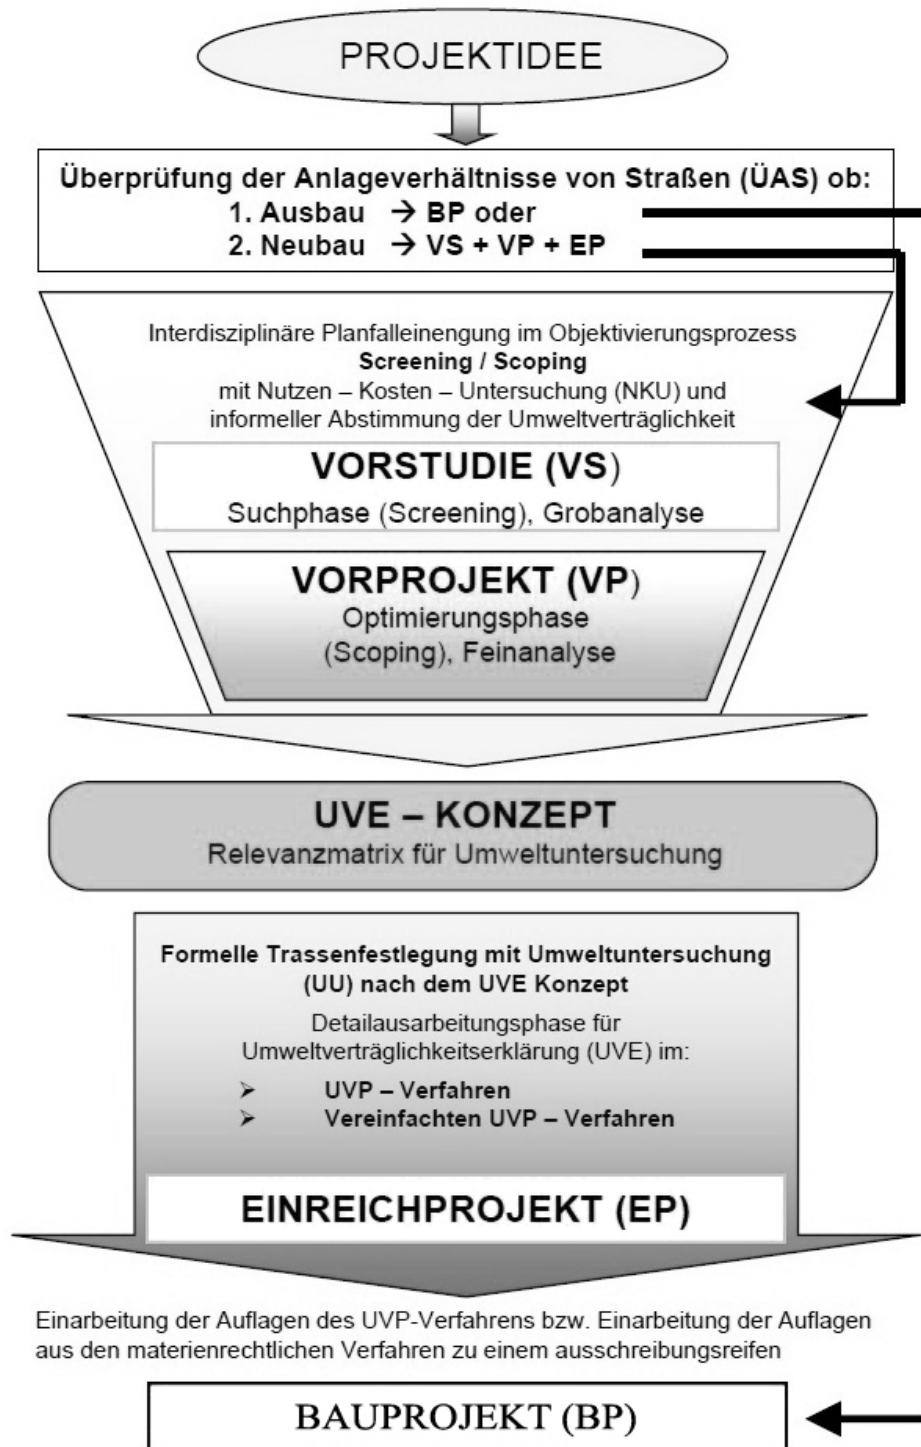 PROJEKTIDEE
Überprüfung der Anlageverhältnisse von Straßen (ÜAS) ob:
1. Ausbau → BP oder
2. Neubau → VS + VP + EP
Interdisziplinäre Planfalleinengung im Objektivierungsprozess
Screening / Scoping
mit Nutzen – Kosten – Untersuchung (NKU) und
informeller Abstimmung der Umweltverträglichkeit
VORSTUDIE (VS)
Suchphase (Screening), Grobanalyse
VORPROJEKT (VP)
Optimierungsphase
(Scoping), Feinanalyse
UVE – KONZEPT
Relevanzmatrix für Umweltuntersuchung
Formelle Trassenfestlegung mit Umweltuntersuchung
(UU) nach dem UVE Konzept
Detailausarbeitungsphase für
Umweltverträglichkeitserklärung (UVE) im:
➢ UVP – Verfahren
➢ Vereinfachten UVP – Verfahren
EINREICHPROJEKT (EP)
Einarbeitung der Auflagen des UVP-Verfahrens bzw. Einarbeitung der Auflagen
aus den materienrechtlichen Verfahren zu einem ausschreibungsreifen
BAUPROJEKT (BP)